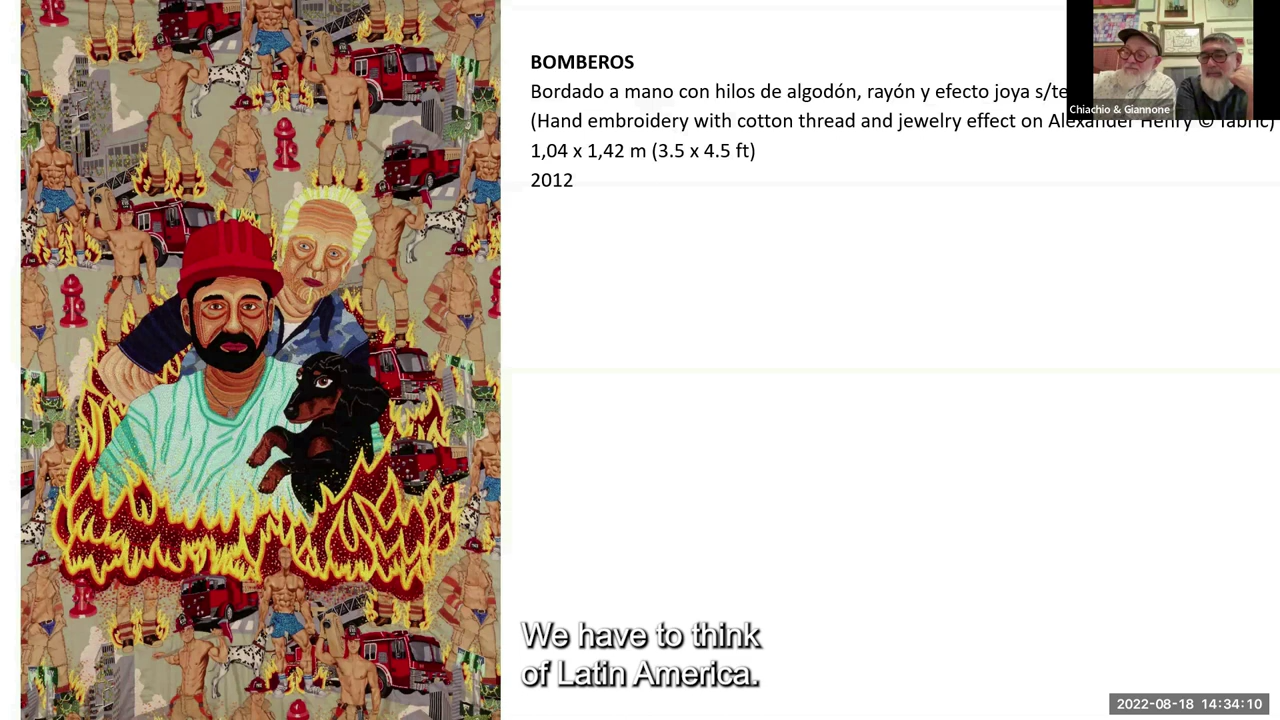 BOMBEROS
Bordado a mano con hilos de algodón, rayón y efecto joya s/te
(Hand embroidery with cotton thread and jewelry effect on Alexander Henry © fabric)
1,04 x 1,42 m (3.5 x 4.5 ft)
2012
Chiachio & Giannone
We have to think
of Latin America.
2022-08-18 14:34:10